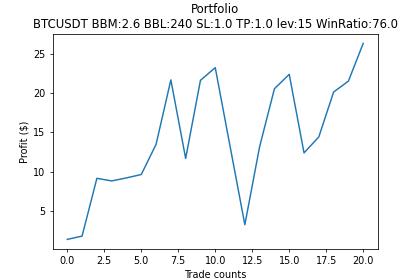 Portfolio
BTCUSDT BBM:2.6 BBL:240 SL:1.0 TP:1.0 lev:15 WinRatio:76.0
25
20
15
10
5
Profit ($)
0.0 2.5 5.0 7.5 10.0 12.5 15.0 17.5 20.0
Trade counts